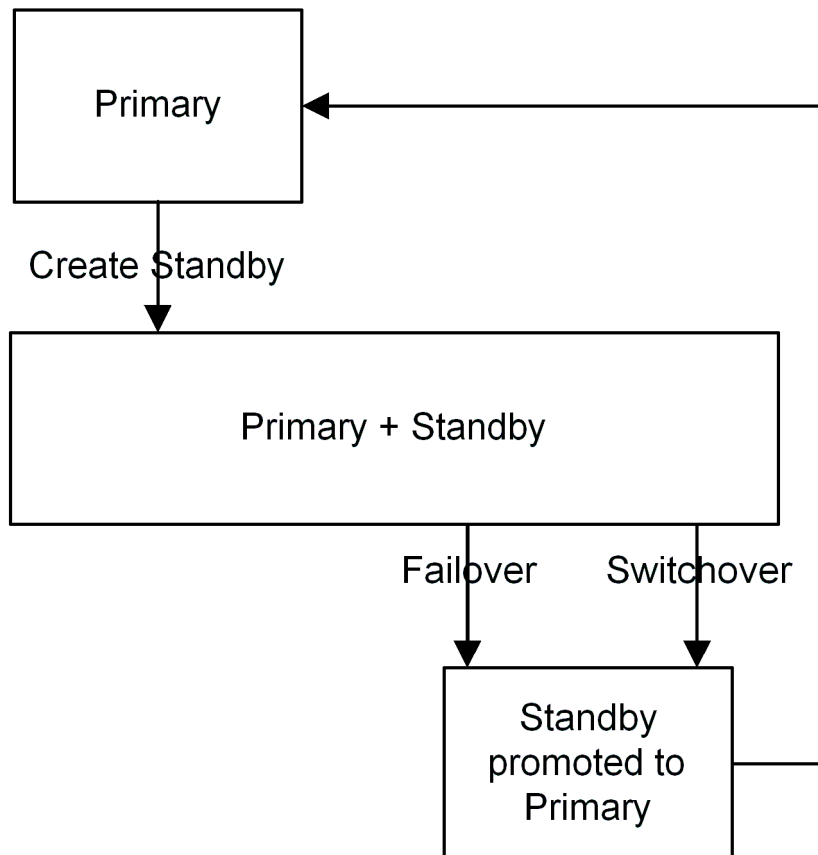 Primary
Create Standby
Primary + Standby
Failover
Switchover
Standby
promoted to
Primary